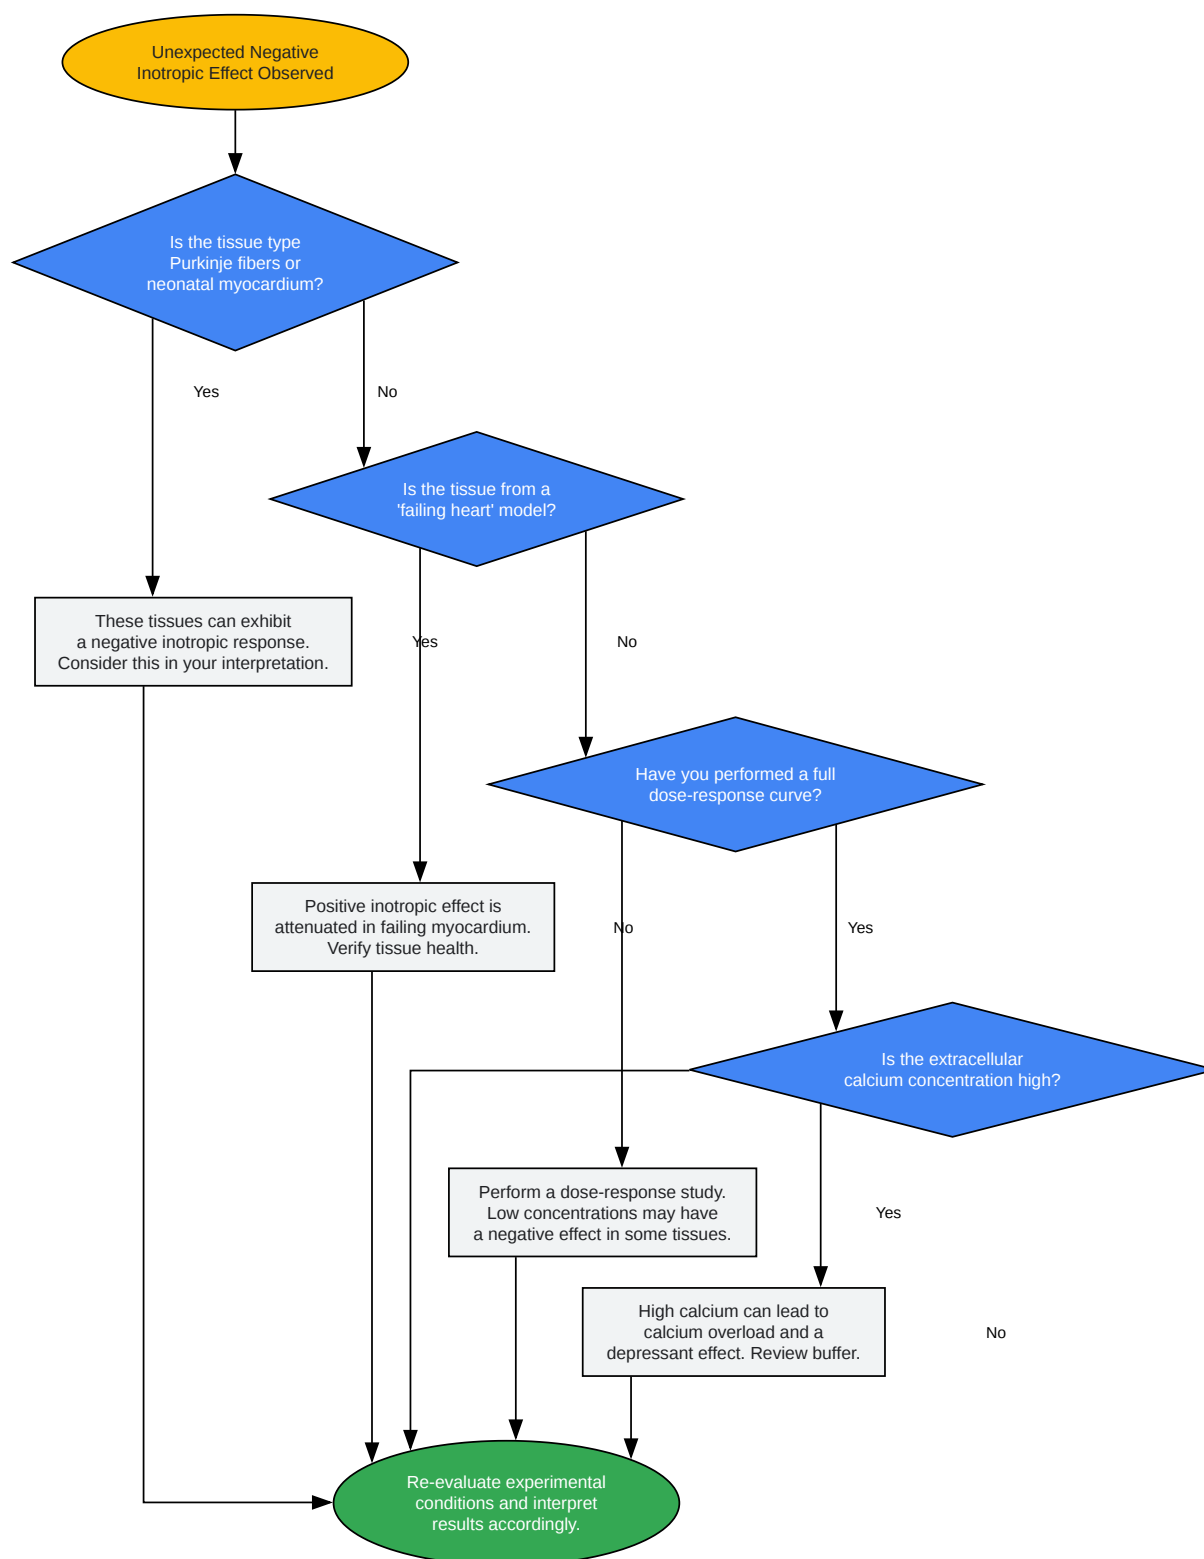 Unexpected Negative
Inotropic Effect Observed
Is the tissue type
Purkinje fibers or
neonatal myocardium?
Yes
No
Is the tissue from a
'failing heart' model?
These tissues can exhibit
a negative inotropic response.
Consider this in your interpretation.
Yes
No
Have you performed a full
dose-response curve?
Positive inotropic effect is
attenuated in failing myocardium.
Verify tissue health.
No
Yes
Is the extracellular
calcium concentration high?
Perform a dose-response study.
Low concentrations may have
a negative effect in some tissues.
Yes
High calcium can lead to
calcium overload and a
depressant effect. Review buffer.
No
Re-evaluate experimental
conditions and interpret
results accordingly.